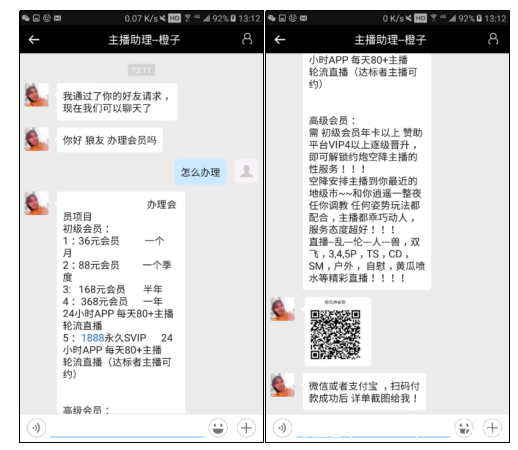 0.07 K/s HD 46 92% 13:12
主播助理--橙子
13:11
我通过了你的好友请求，
现在我们可以聊天了
你好 狼友 办理会员吗
怎么办理
办理会
员项目
初级会员：
1：36元会员 一个
月
2：88元会员 一个季
度
3: 168元会员 半年
4：368元会员 一年
24小时APP 每天80+主播
轮流直播
5：1888永久SVIP 24
小时APP 每天80+主播
轮流直播（达标者主播可
约）
高级会员：
0 K/s HD 46 92% 13:12
主播助理--橙子
小时APP 每天80+主播
轮流直播（达标者主播可
约）
高级会员：
需 初级会员年卡以上 赞助
平台VIP4以上逐级晋升，
即可解锁约炮空降主播的
性服务！！！
空降安排主播到你最近的
地级市~~和你逍遥一整夜
任你调教 任何姿势玩法都
配合，主播都乖巧动人，
服务态度超好！！！
直播--乱---伦---人---兽，双
飞，3,4,5P，TS，CD，
SM，户外，自慰，黄瓜喷
水等精彩直播！！！！
微信或者支付宝，扫码付
款成功后 详单截图给我！